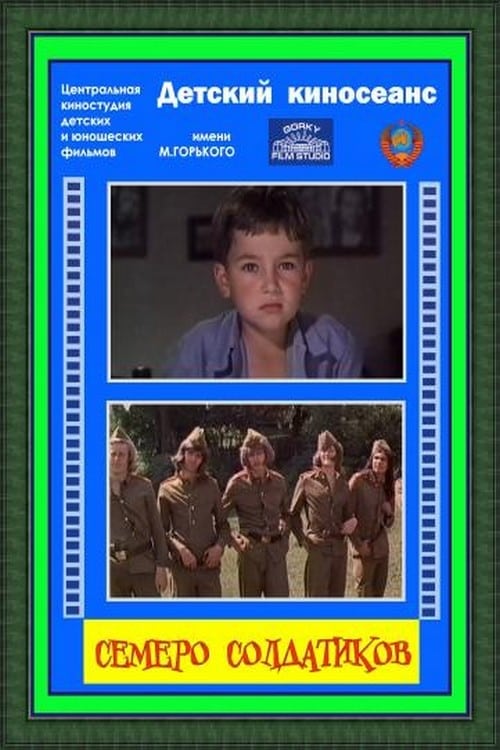 Центральная
киностудия
детских
и юношеских
фильмов
Детский киносеанс
имени
М.ГОРЬКОГО
GORKY
FILM STUDIO
СЕМЕРО СОЛДАТИКОВ